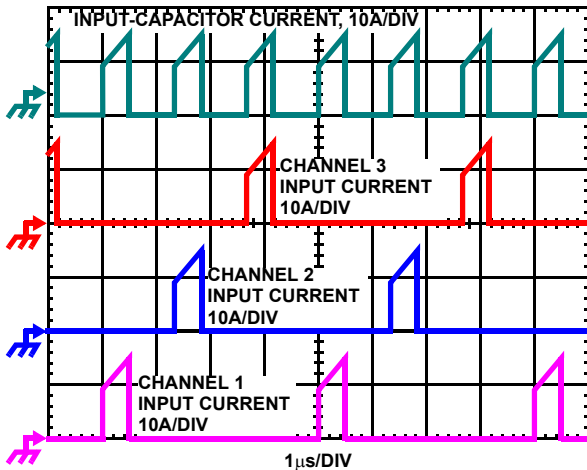 INPUT-CAPACITOR CURRENT, 10A/DIV
CHANNEL 3
INPUT CURRENT
10A/DIV
CHANNEL 2
INPUT CURRENT
10A/DIV
CHANNEL 1
INPUT CURRENT
10A/DIV
1μs/DIV